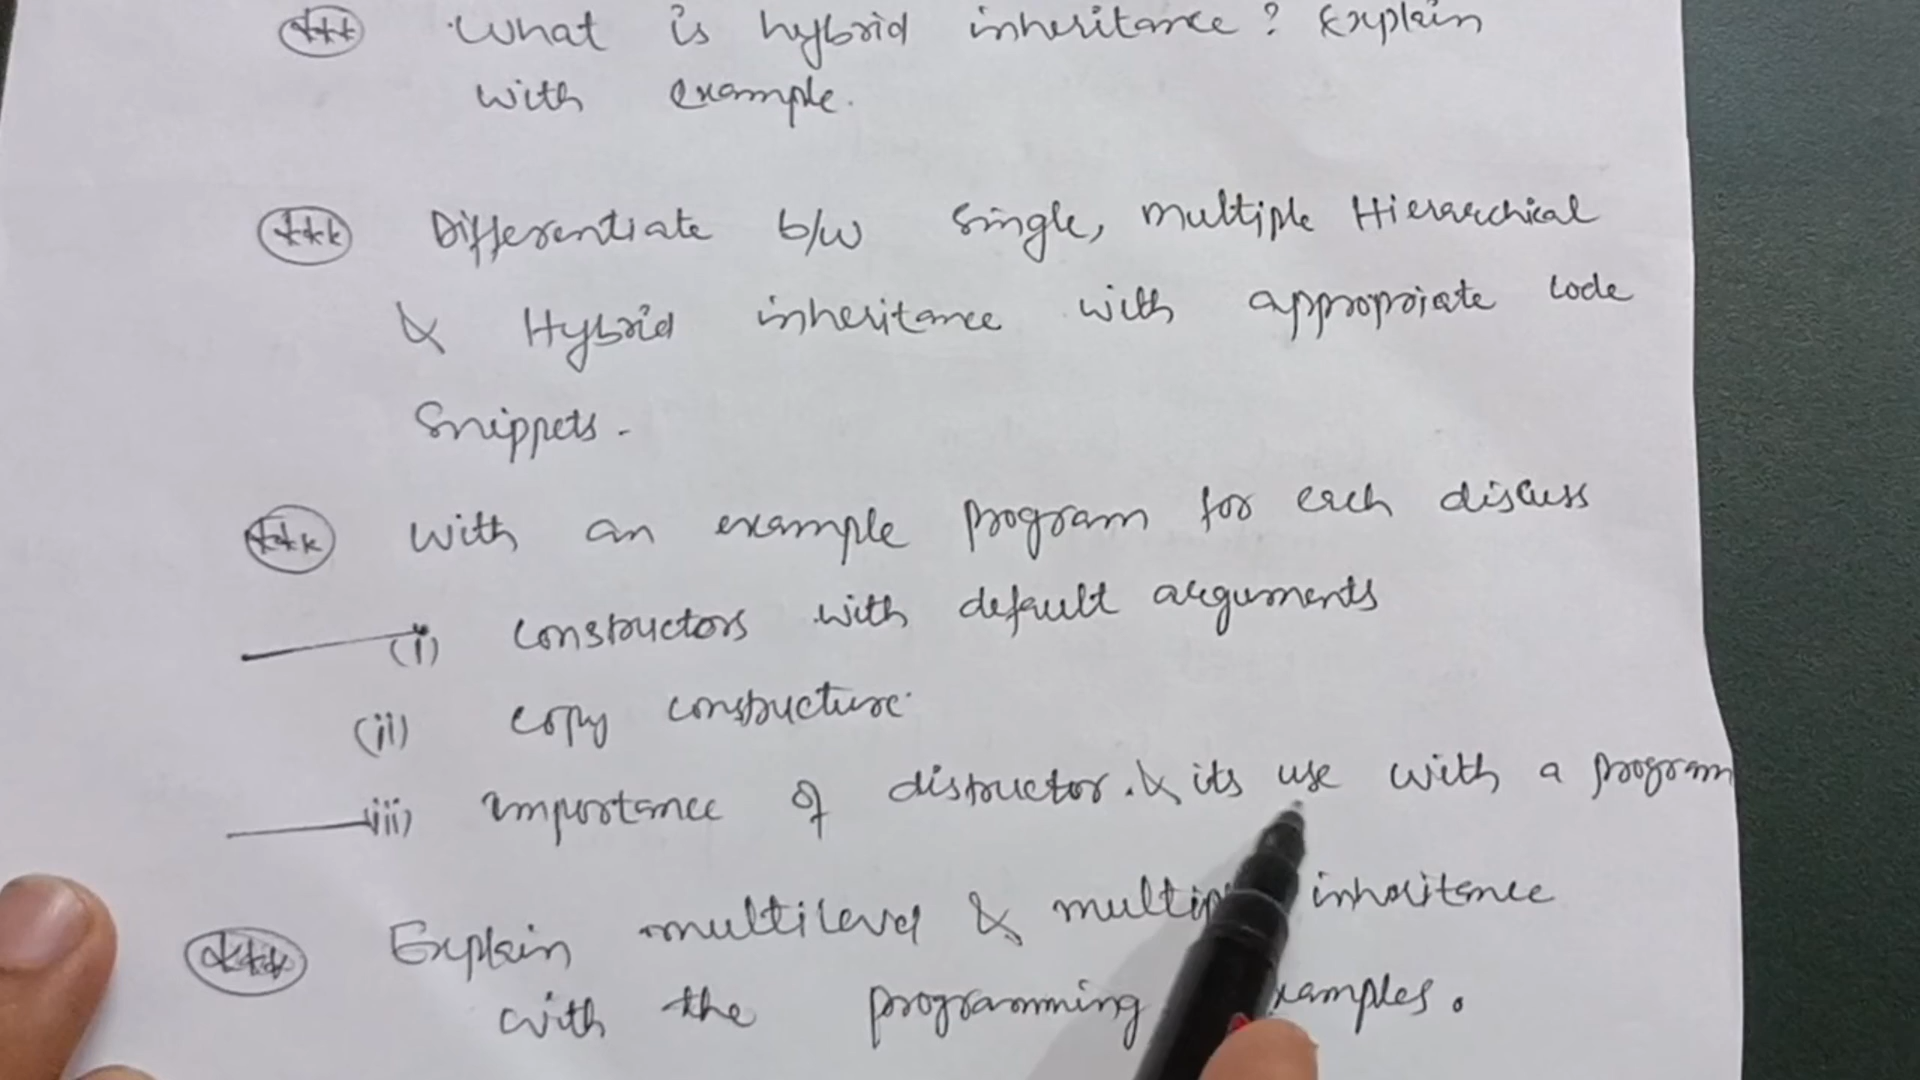 *** What is hybrid inheritance? Explain
with example.
*** Differentiate b/w Single, multiple Hierarchical
& Hybrid inheritance with appropriate code
Snippets.
*** With an example program for each discuss
(i) constructors with default arguments
(ii) copy constructure.
iii) importance of distructor. & its use with a program
*** Explain multilevel & inheritance
with the programming